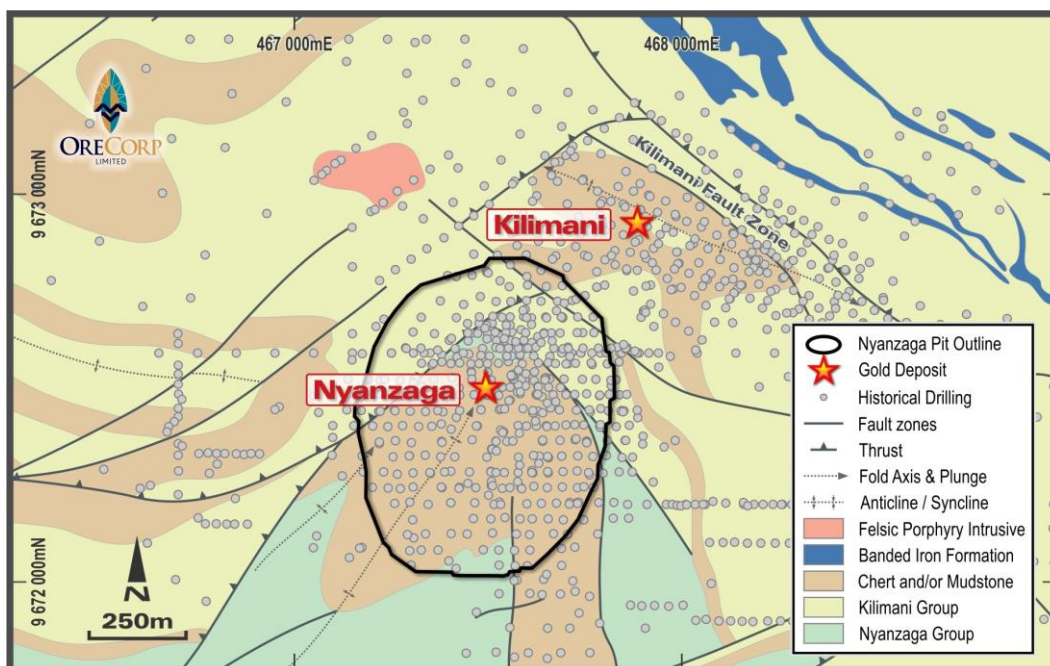 467 000mE
468 000mE
ORECORP
LIMITED
9 673 000mN
Kilimani Fault Zone
Kilimani
Nyanzaga
9 672 000mN
N
250m
Nyanzaga Pit Outline
Gold Deposit
Historical Drilling
Fault zones
Thrust
Fold Axis & Plunge
Anticline / Syncline
Felsic Porphyry Intrusive
Banded Iron Formation
Chert and/or Mudstone
Kilimani Group
Nyanzaga Group